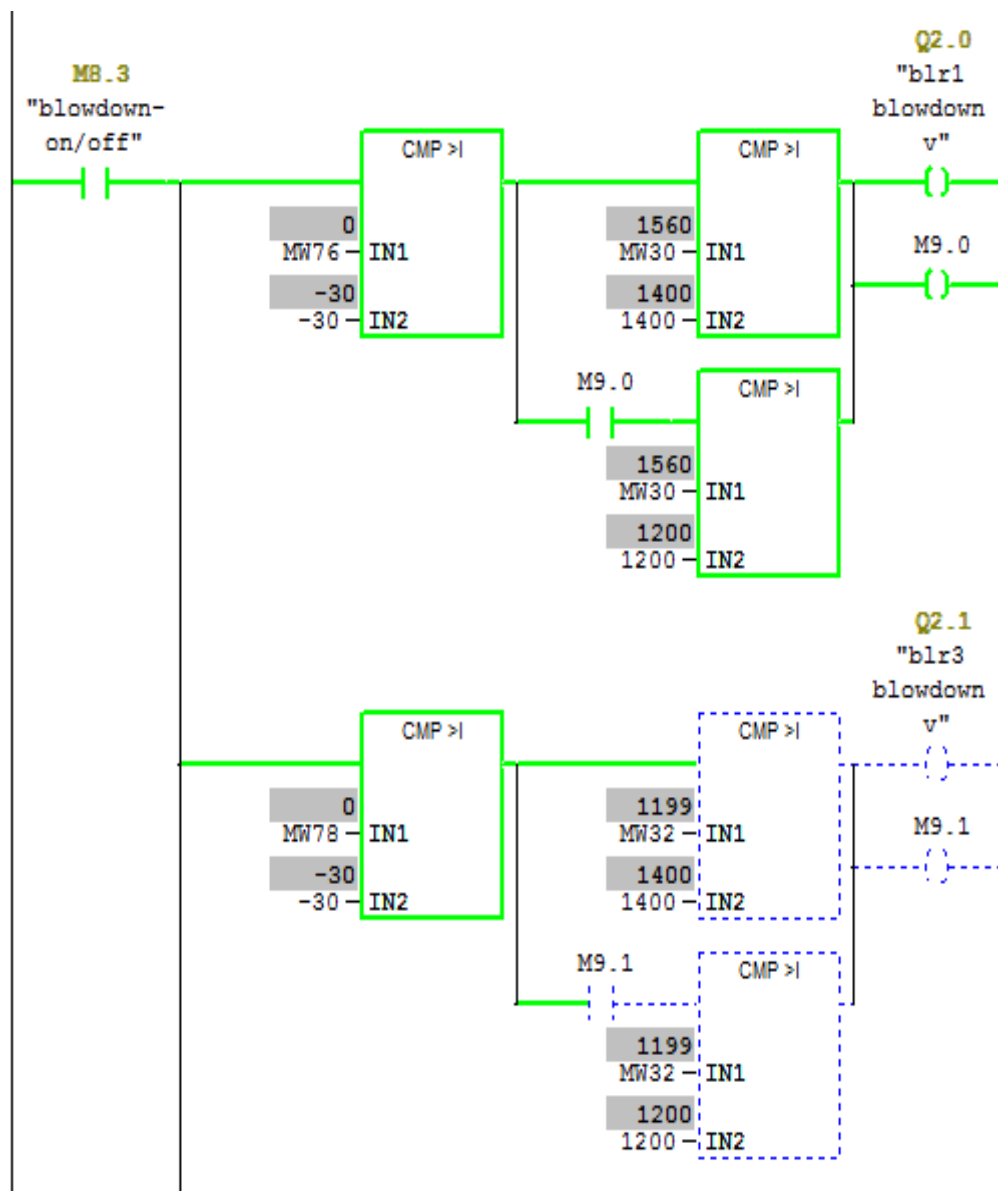 Q2.0
M8.3
"blr1
"blowdown-
blowdown
on/off"
v"
CMP >I
CMP >I
0
1560
M9.0
MW76
IN1
MW30
IN1
-30
1400
-30
IN2
1400
IN2
M9.0
CMP >I
1560
MW30
IN1
1200
1200
IN2
Q2.1
"blr3
blowdown
v"
CMP >I
CMP >I
0
1199
M9.1
MW78
IN1
MW32
IN1
-30
1400
-30
IN2
1400
IN2
M9.1
CMP >I
1199
MW32
IN1
1200
1200
IN2